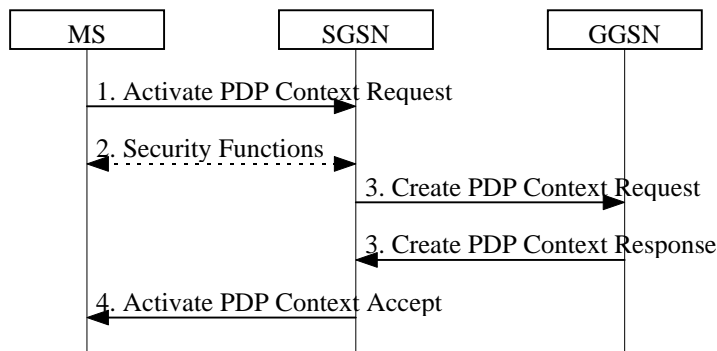 MS
SGSN
GGSN
1. Activate PDP Context Request
2. Security Functions
3. Create PDP Context Request
3. Create PDP Context Response
4. Activate PDP Context Accept